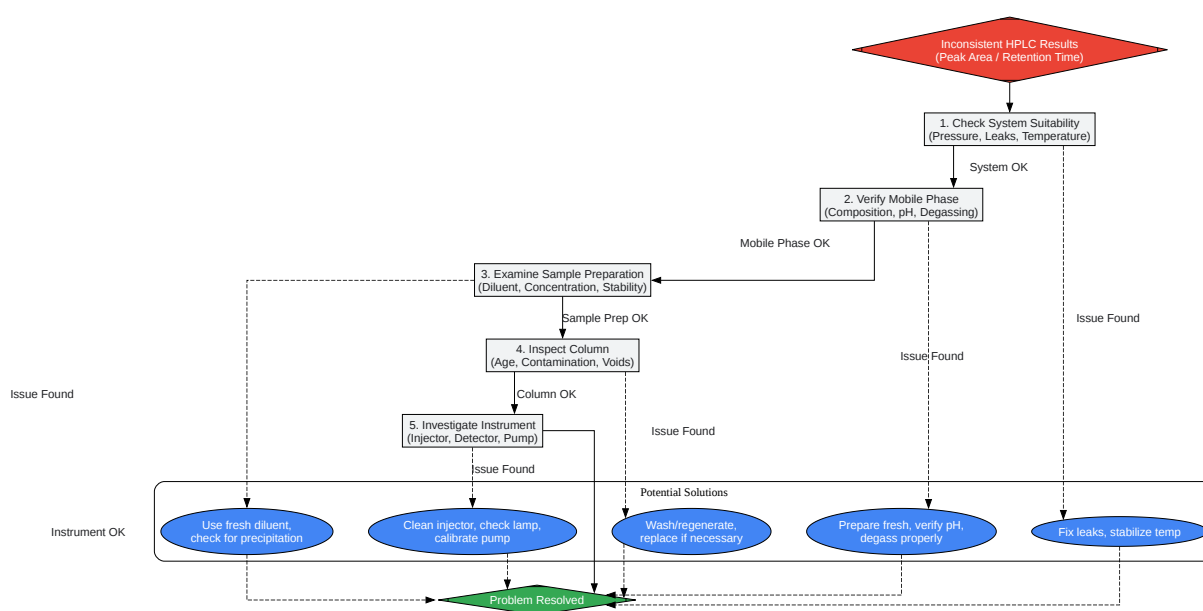 Inconsistent HPLC Results
(Peak Area / Retention Time)
1. Check System Suitability
(Pressure, Leaks, Temperature)
System OK
2. Verify Mobile Phase
(Composition, pH, Degassing)
Mobile Phase OK
3. Examine Sample Preparation
(Diluent, Concentration, Stability)
Sample Prep OK
Issue Found
4. Inspect Column
(Age, Contamination, Voids)
Issue Found
Issue Found
Column OK
5. Investigate Instrument
(Injector, Detector, Pump)
Issue Found
Issue Found
Potential Solutions
Instrument OK
Use fresh diluent,
check for precipitation
Clean injector, check lamp,
calibrate pump
Wash/regenerate,
replace if necessary
Prepare fresh, verify pH,
degass properly
Fix leaks, stabilize temp
Problem Resolved